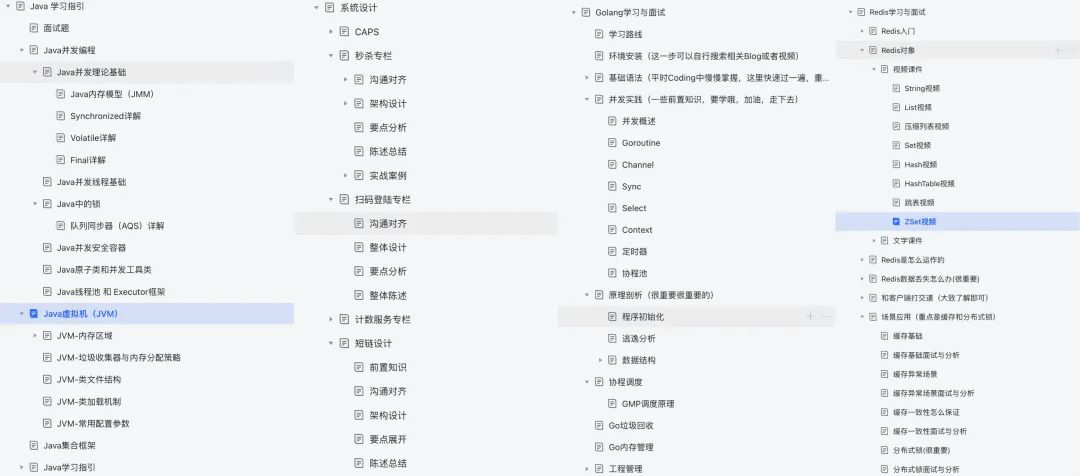 Java 学习指引
面试题
Java并发编程
Java并发理论基础
Java内存模型（JMM）
Synchronized详解
Volatile详解
Final详解
Java并发线程基础
Java中的锁
队列同步器（AQS）详解
Java并发安全容器
Java原子类和并发工具类
Java线程池 和 Executor框架
Java虚拟机（JVM）
JVM-内存区域
JVM-垃圾收集器与内存分配策略
JVM-类文件结构
JVM-类加载机制
JVM-常用配置参数
Java集合框架
Java学习指引
系统设计
CAPS
秒杀专栏
沟通对齐
架构设计
要点分析
陈述总结
实战案例
扫码登陆专栏
沟通对齐
整体设计
要点分析
整体陈述
计数服务专栏
短链设计
前置知识
沟通对齐
架构设计
要点展开
陈述总结
Golang学习与面试
学习路线
环境安装（这一步可以自行搜索相关Blog或者视频）
基础语法（平时Coding中慢慢掌握，这里快速过一遍，重...
并发实践（一些前置知识，要学哦，加油，走下去）
并发概述
Goroutine
Channel
Sync
Select
Context
定时器
协程池
原理剖析（很重要很重要的）
程序初始化
逃逸分析
数据结构
协程调度
GMP调度原理
Go垃圾回收
Go内存管理
工程管理
Redis学习与面试
Redis入门
Redis对象
视频课件
String视频
List视频
压缩列表视频
Set视频
Hash视频
HashTable视频
跳表视频
ZSet视频
文字课件
Redis是怎么运作的
Redis数据丢失怎么办(很重要)
和客户端打交道（大致了解即可）
场景应用（重点是缓存和分布式锁）
缓存基础
缓存基础面试与分析
缓存异常场景
缓存异常场景面试与分析
缓存一致性怎么保证
缓存一致性面试与分析
分布式锁(很重要)
分布式锁面试与分析